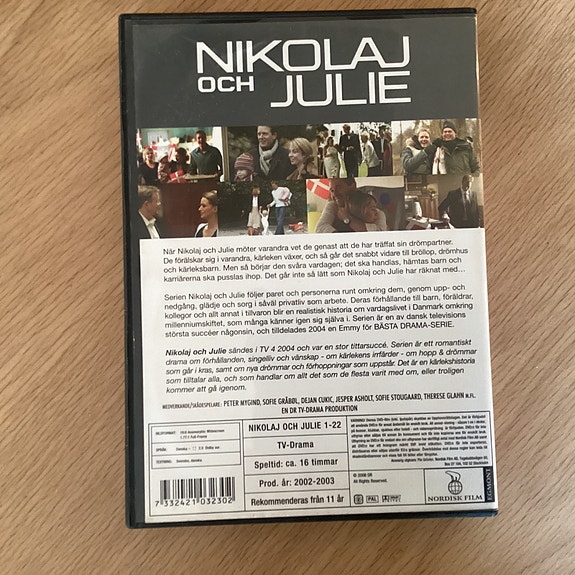 NIKOLAJ
OCH JULIE
När Nikolaj och Julie möter varandra vet de genast att de har träffat sin drömpartner.
De förälskar sig i varandra, kärleken växer, och så går det snabbt vidare till bröllop, drömhus
och kärleksbarn. Men så börjar den svåra vardagen; det ska handlas, hämtas barn och
karriärerna ska pusslas ihop. Det går inte så lätt som Nikolaj och Julie har räknat med...
Serien Nikolaj och Julie följer paret och personerna runt omkring dem, genom upp- och
nedgång, glädje och sorg i såväl privatliv som arbete. Deras förhållande till barn, föräldrar,
kollegor och allt annat i tillvaron blir en realistisk historia om vardagslivet i Danmark omkring
millenniumskiftet, som många känner igen sig själva i. Serien är en av dansk televisions
största succéer någonsin, och tilldelades 2004 en Emmy för BÄSTA DRAMA-SERIE.
Nikolaj och Julie sändes i TV 4 2004 och var en stor tittarsuccé. Serien är ett romantiskt
drama om förhållanden, singelliv och vänskap - om kärlekens irrfärder - om hopp & drömmar
som går i kras, samt om nya drömmar och förhoppningar som uppstår. Det är en kärlekshistoria
som tilltalar alla, och som handlar om allt det som de flesta varit med om, eller troligen
kommer att gå igenom.
MEDVERKANDE/SKÅDESPELARE: PETER MYGIND, SOFIE GRÅBØL, DEJAN CUKIC, JESPER ASHOLT, SOFIE STOUGAARD, THERESE GLAHN m.fl.
EN DR TV-DRAMA PRODUKTION
BILDFORMAT:
SPRÅK:
TEXTNING: Svenska, danska
7 332421 032302
NIKOLAJ OCH JULIE 1-22
TV-Drama
Speltid: ca. 16 timmar
Prod. år: 2002-2003
Rekommenderas från 11 år
© 2008 DR
PAL
NORDISK FILM
EGMONT